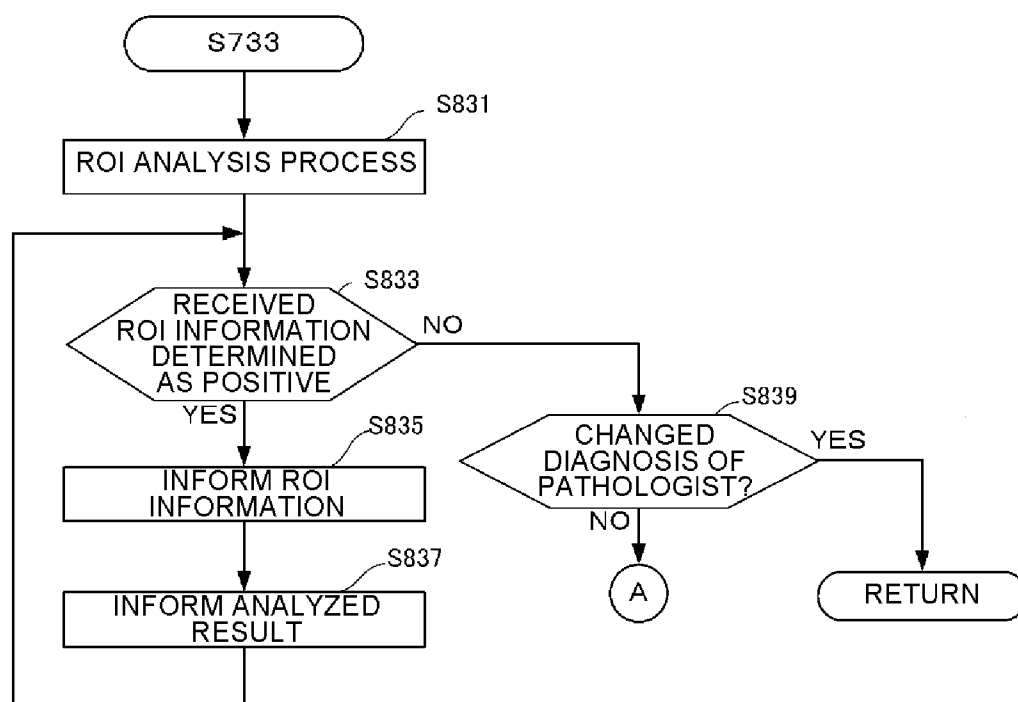 S733
S831
ROI ANALYSIS PROCESS
S833
RECEIVED
ROI INFORMATION
DETERMINED
AS POSITIVE
NO
YES
S839
CHANGED
DIAGNOSIS OF
PATHOLOGIST?
YES
NO
S835
INFORM ROI
INFORMATION
S837
INFORM ANALYZED
RESULT
A
RETURN